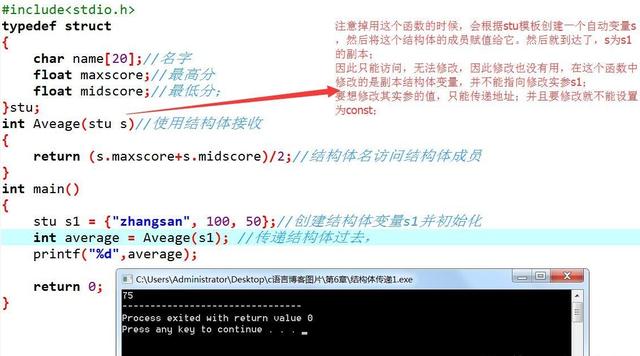 #include<stdio.h>
typedef struct
{
char name[20];//名字
float maxscore;//最高分
float midscore;//最低分;
}stu;
int Aveage(stu s)//使用结构体接收
{
return (s.maxscore+s.midscore)/2;//结构体名访问结构体成员
}
int main()
{
stu s1 = {"zhangsan", 100, 50};//创建结构体变量s1并初始化
int average = Aveage(s1); //传递结构体过去，
printf("%d",average);
return 0;
}
注意掉用这个函数的时候，会根据stu模板创建一个自动变量s
，然后将这个结构体的成员赋值给它。然后就到达了，s为s1
的副本；
因此只能访问，无法修改，因此修改也没有用，在这个函数中
修改的是副本结构体变量，并不能指向修改实参s1；
要想修改其实参的值，只能传递地址；并且要修改就不能设置
为const；
C:\Users\Administrator\Desktop\c语言博客图片\第6章\结构体传递1.exe
75
--------------------------------
Process exited with return value 0
Press any key to continue . . .